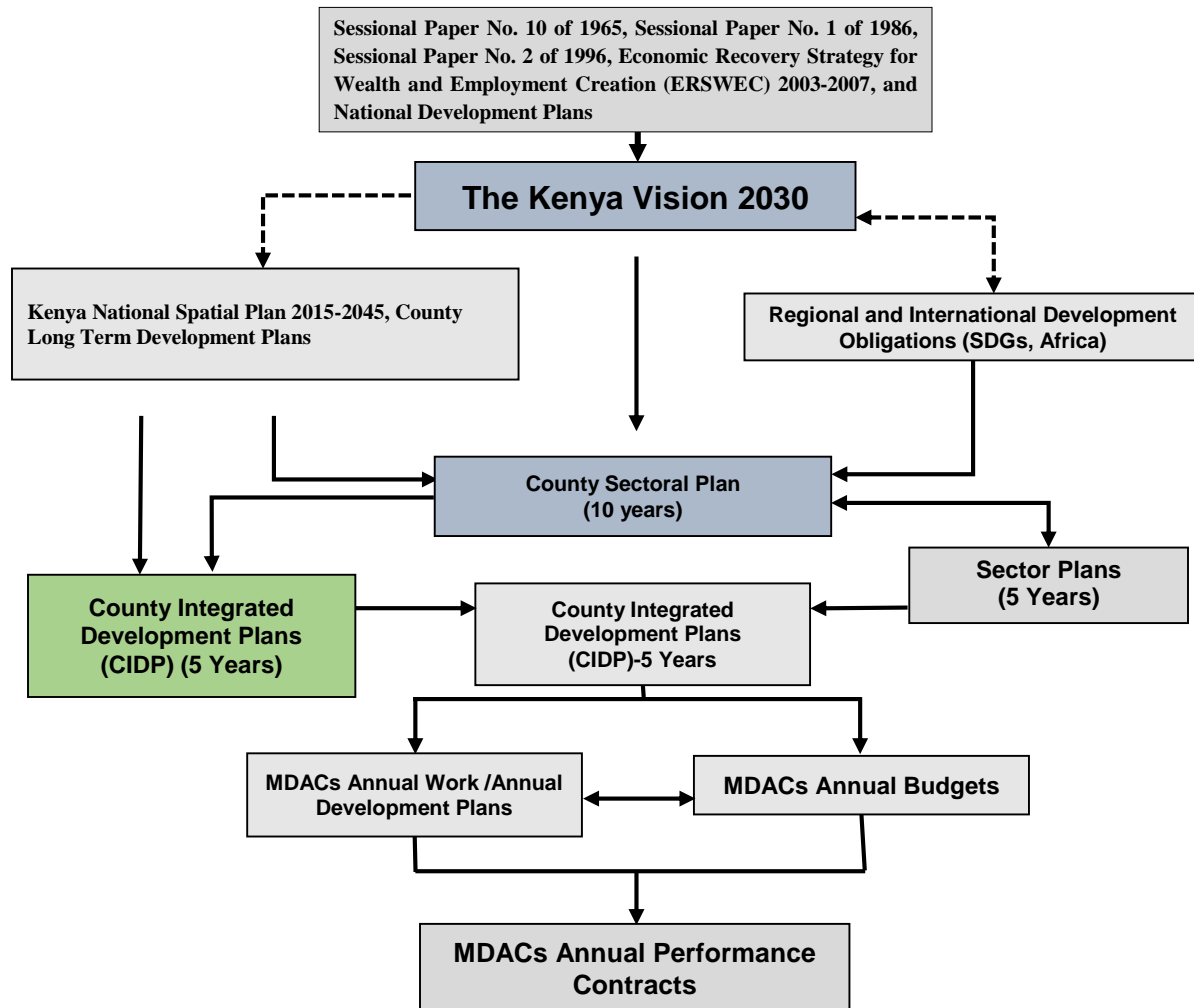 Sessional Paper No. 10 of 1965, Sessional Paper No. 1 of 1986,
Sessional Paper No. 2 of 1996, Economic Recovery Strategy for
Wealth and Employment Creation (ERSWEC) 2003-2007, and
National Development Plans
The Kenya Vision 2030
Kenya National Spatial Plan 2015-2045, County
Long Term Development Plans
Regional and International Development
Obligations (SDGs, Africa)
County Sectoral Plan
(10 years)
Sector Plans
(5 Years)
County Integrated
Development Plans
(CIDP) (5 Years)
County Integrated
Development Plans
(CIDP)-5 Years
MDACs Annual Work /Annual
Development Plans
MDACs Annual Budgets
MDACs Annual Performance
Contracts